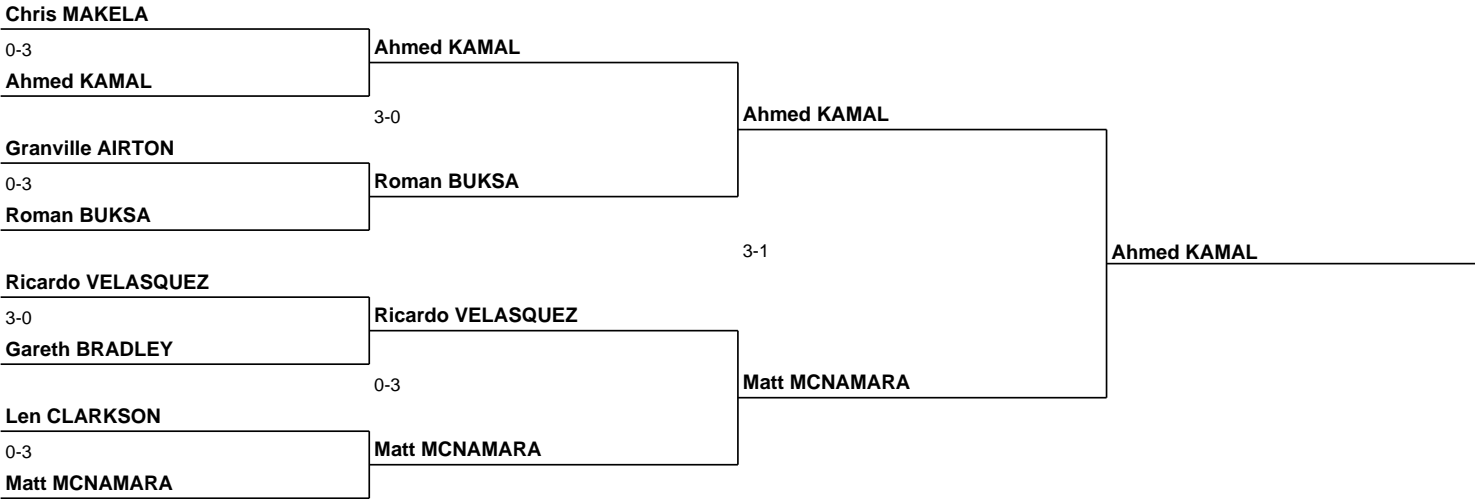 Chris MAKELA
0-3
Ahmed KAMAL
Ahmed KAMAL
3-0
Ahmed KAMAL
Granville AIRTON
0-3
Roman BUKSA
Roman BUKSA
3-1
Ahmed KAMAL
Ricardo VELASQUEZ
3-0
Ricardo VELASQUEZ
Gareth BRADLEY
0-3
Matt MCNAMARA
Len CLARKSON
0-3
Matt MCNAMARA
Matt MCNAMARA